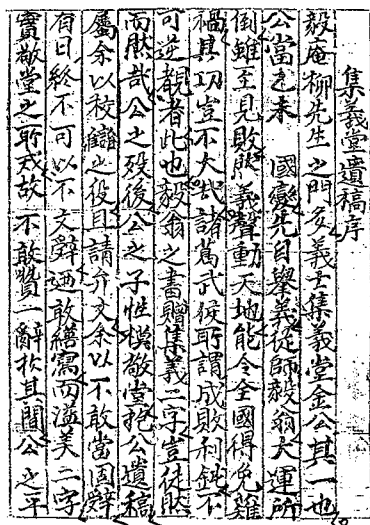 集義堂遺稿序
毅庵柳先生之門多義士集義堂金公其一也
公當乙未 國變先自擧義從師毅翁大運所
倒雖至見敗然義聲動天地能令全國得免雞
禍其功豈不大哉諸葛武侯所謂成敗利鈍不
可逆覩者此也毅翁之書贈集義二字豈徒然
而然哉公之歿後公之子性模敬堂抱公遺稿
屬余以校讎之役且請弁文余以不敢當固辭
有日終不可以不文辭迺敢繕寫而溢美二字
實敬堂之所戒故 不敢贊一辭於其間公之平